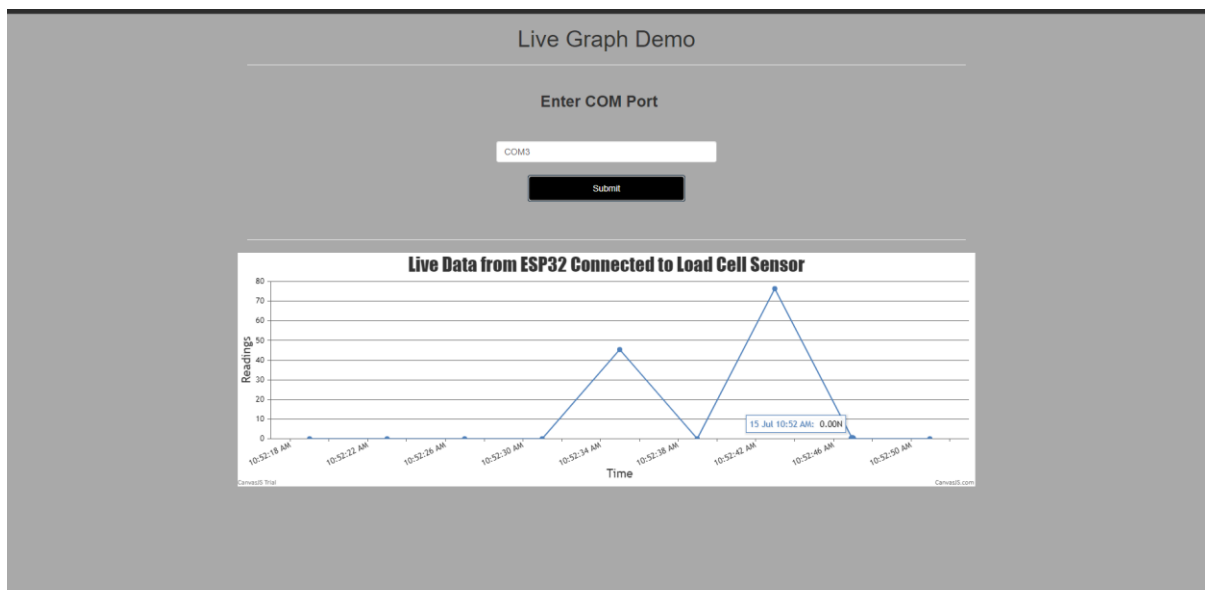 Live Graph Demo
Enter COM Port
COM3
Submit
Live Data from ESP32 Connected to Load Cell Sensor
80
70
60
50
40
30
20
10
0
Readings
15 Jul 10:52 AM: 0.00N
10:52:18 AM
10:52:22 AM
10:52:26 AM
10:52:30 AM
10:52:34 AM
10:52:38 AM
10:52:42 AM
10:52:46 AM
10:52:50 AM
Time
CanvasJS Trial
CanvasJS.com